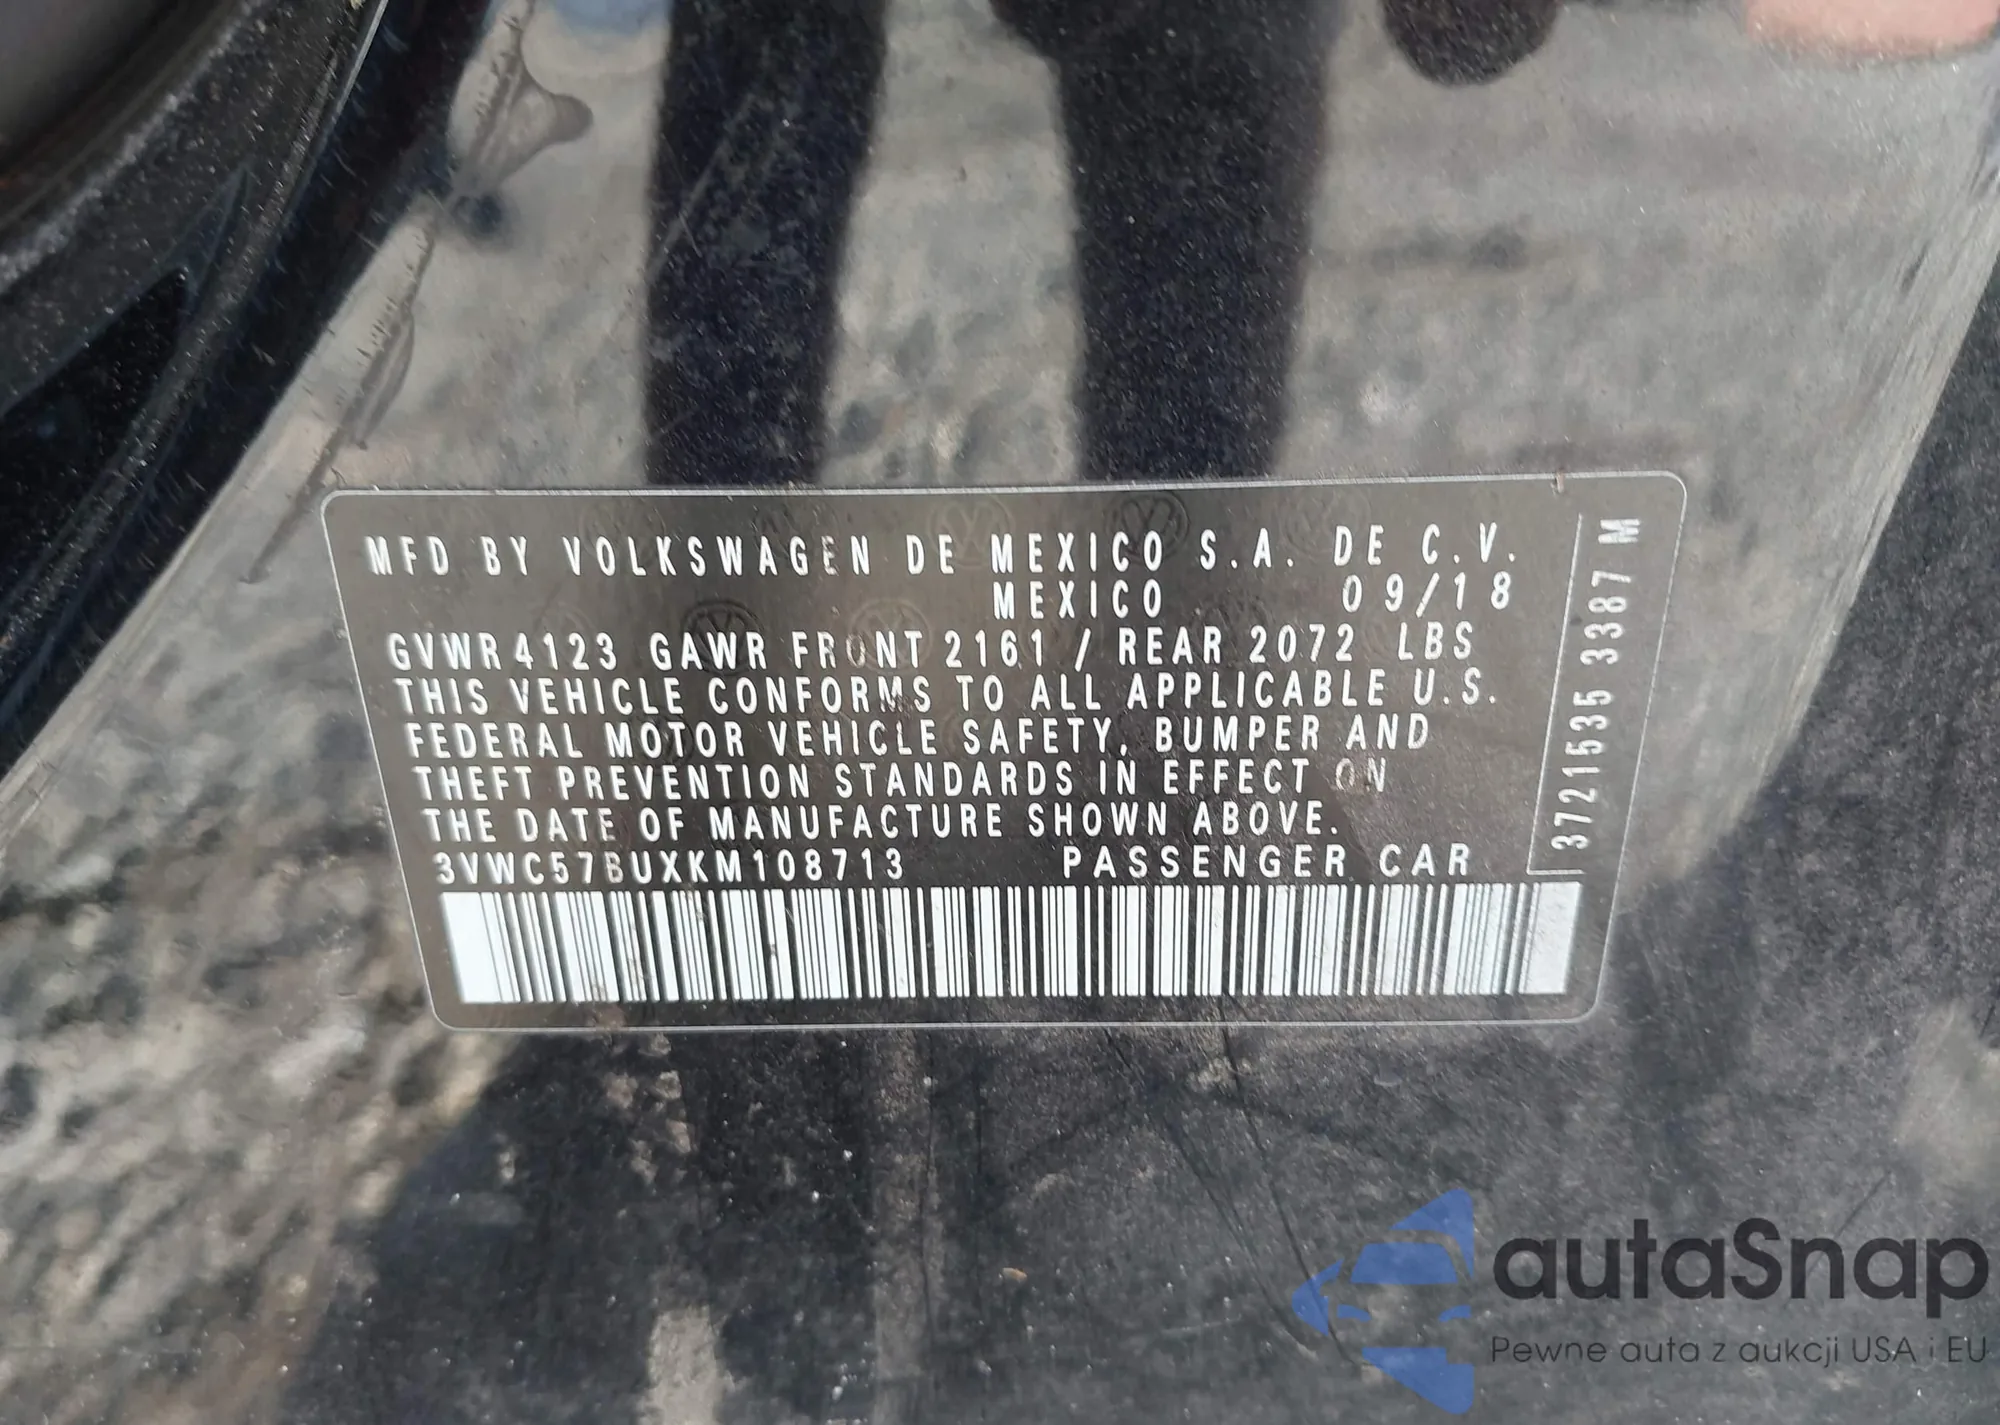 MFD BY VOLKSWAGEN DE MEXICO S.A. DE C.V.
MEXICO 09/18
GVWR 4123 GAWR FRONT 2161 / REAR 2072 LBS
THIS VEHICLE CONFORMS TO ALL APPLICABLE U.S.
FEDERAL MOTOR VEHICLE SAFETY, BUMPER AND
THEFT PREVENTION STANDARDS IN EFFECT ON
THE DATE OF MANUFACTURE SHOWN ABOVE.
3VWC57BUXKM108713 PASSENGER CAR
3721535 3387 M
autaSnap
Pewne auta z aukcji USA i EU